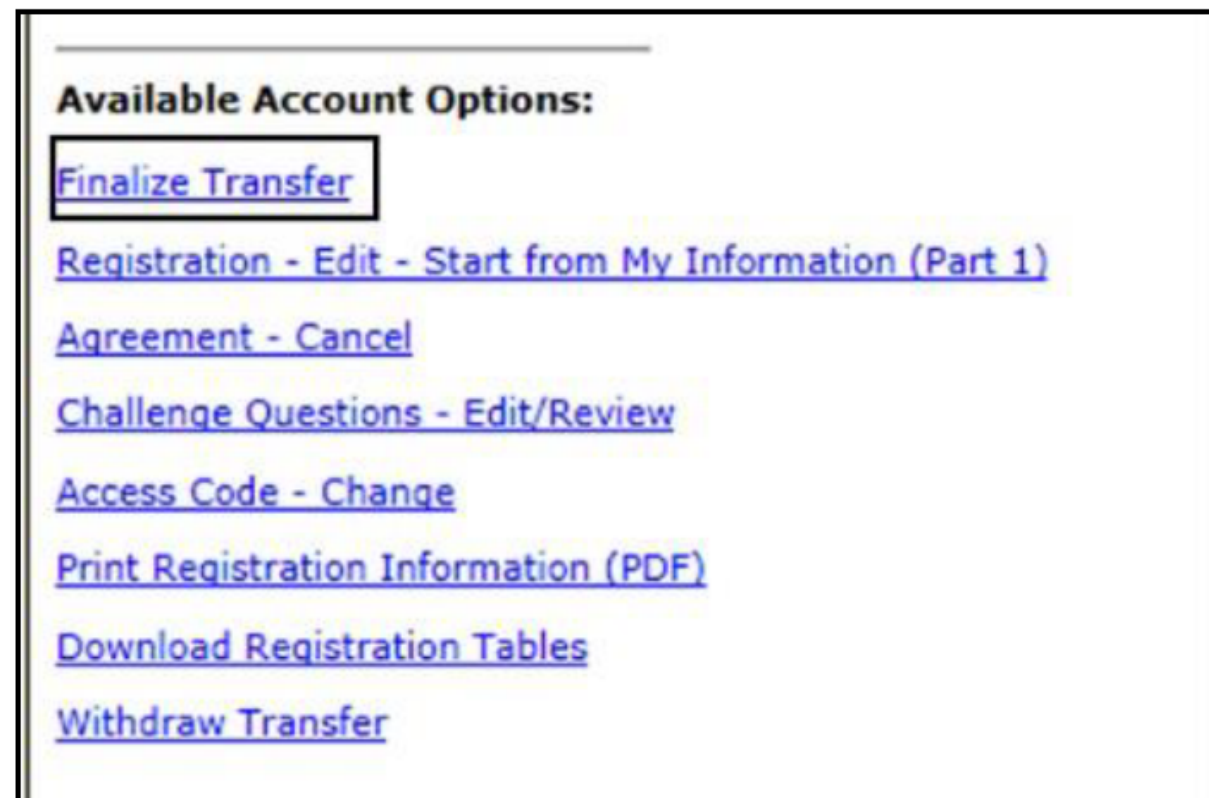 Available Account Options:
Finalize Transfer
Registration - Edit - Start from My Information (Part 1)
Agreement - Cancel
Challenge Questions - Edit/Review
Access Code - Change
Print Registration Information (PDF)
Download Registration Tables
Withdraw Transfer